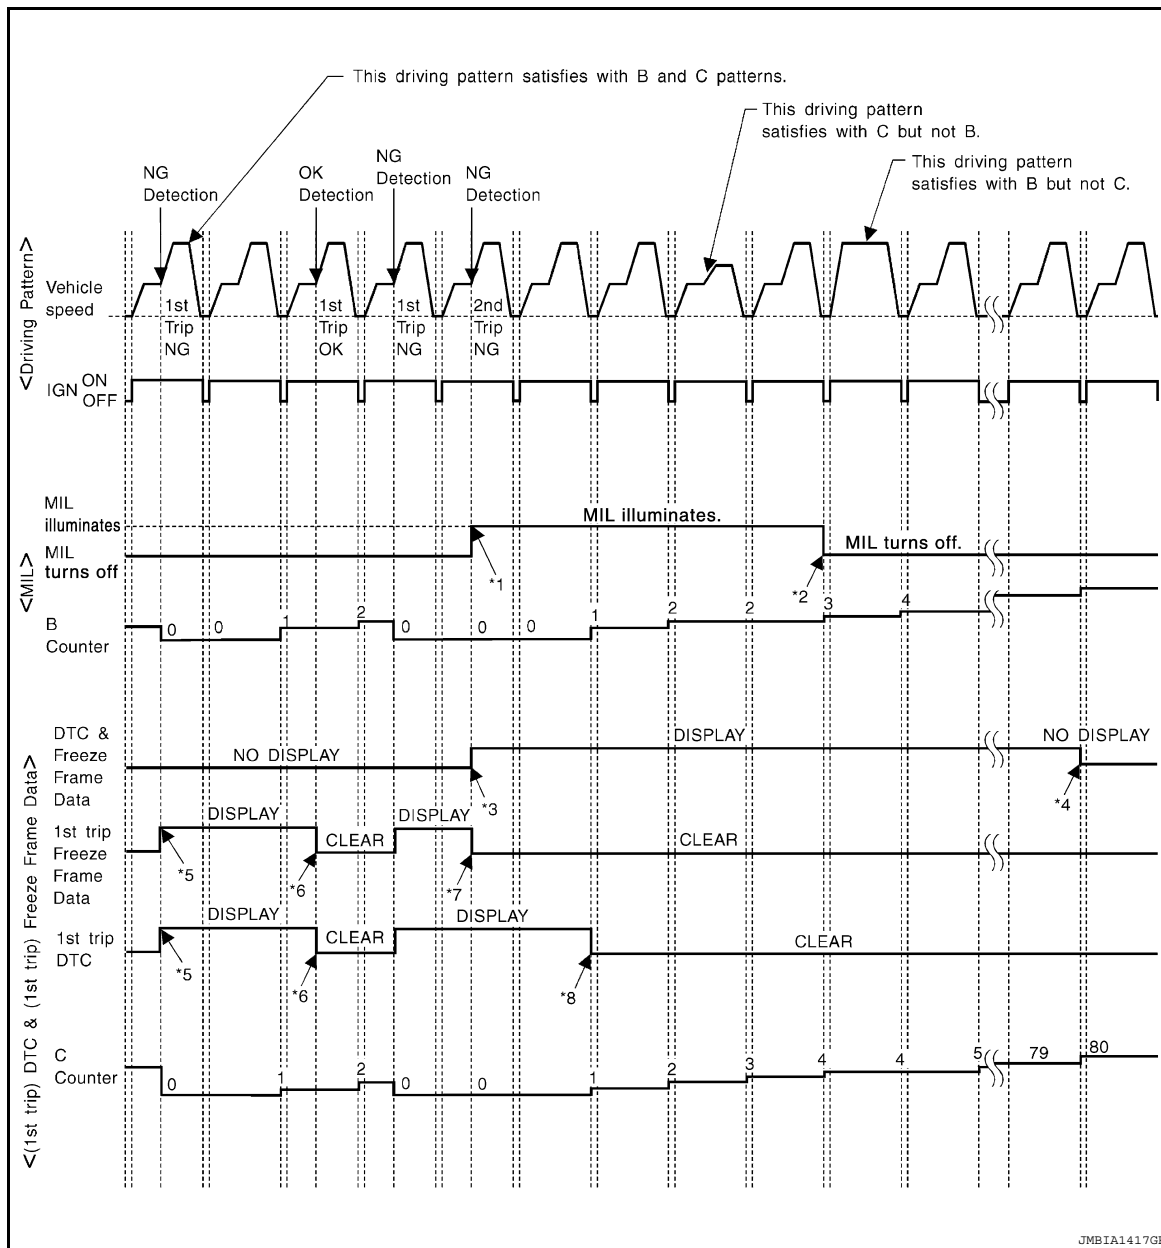 This driving pattern satisfies with B and C patterns.
This driving pattern
satisfies with C but not B.
This driving pattern
satisfies with B but not C.
NG
Detection
OK
Detection
NG
Detection
NG
Detection
<Driving Pattern>
Vehicle
speed
1st
Trip
NG
1st
Trip
OK
1st
Trip
NG
2nd
Trip
NG
IGN ON
OFF
<MIL>
MIL
illuminates
MIL illuminates.
MIL
turns off
MIL turns off.
*1
*2
B
Counter
0 0 1 2 0 0 0 1 2 2 3 4
<(1st trip) DTC & (1st trip) Freeze Frame Data>
DTC &
Freeze
Frame
Data
NO DISPLAY
DISPLAY
NO DISPLAY
*3
*4
1st trip
Freeze
Frame
Data
DISPLAY
CLEAR
DISPLAY
CLEAR
*5
*6
*7
1st trip
DTC
DISPLAY
CLEAR
DISPLAY
CLEAR
*5
*6
*8
C
Counter
0 1 2 0 0 1 2 3 4 4 5 79 80